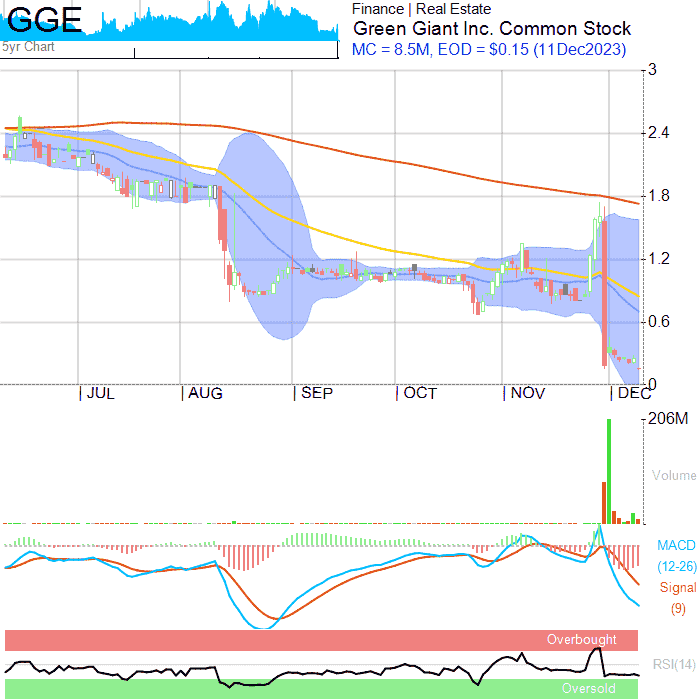 GGE
5yr Chart
Finance | Real Estate
Green Giant Inc. Common Stock
MC = 8.5M, EOD = $0.15 (11Dec2023)
3
2.4
1.8
1.2
0.6
0
JUL AUG SEP OCT NOV DEC
206M
Volume
MACD
(12-26)
Signal
(9)
Overbought
RSI(14)
Oversold